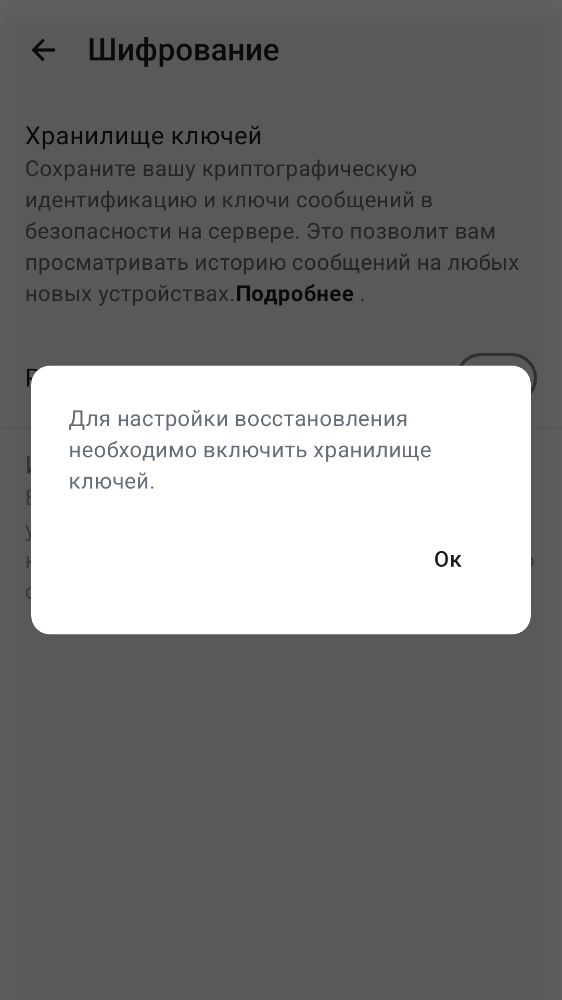 Шифрование
Хранилище ключей
Сохраните вашу криптографическую
идентификацию и ключи сообщений в
безопасности на сервере. Это позволит вам
просматривать историю сообщений на любых
новых устройствах.Подробнее .
Для настройки восстановления
необходимо включить хранилище
ключей.
Ок